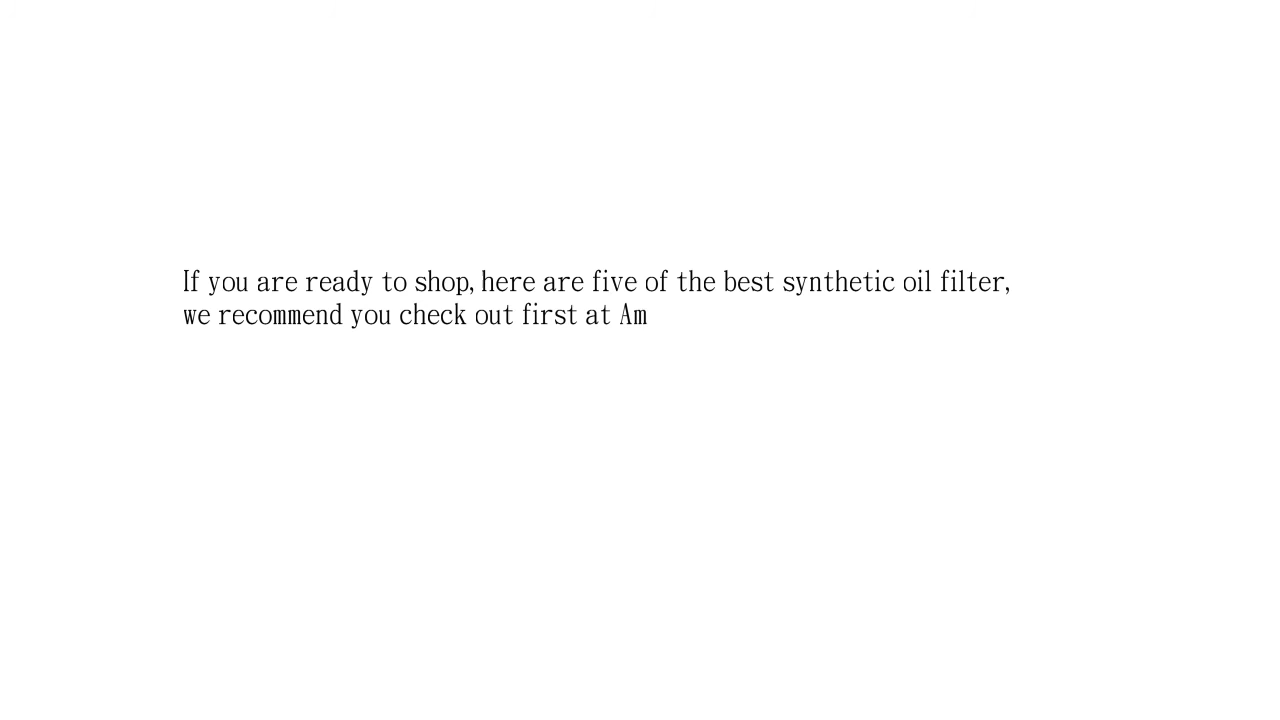 If you are ready to shop, here are five of the best synthetic oil filter,
we recommend you check out first at Am